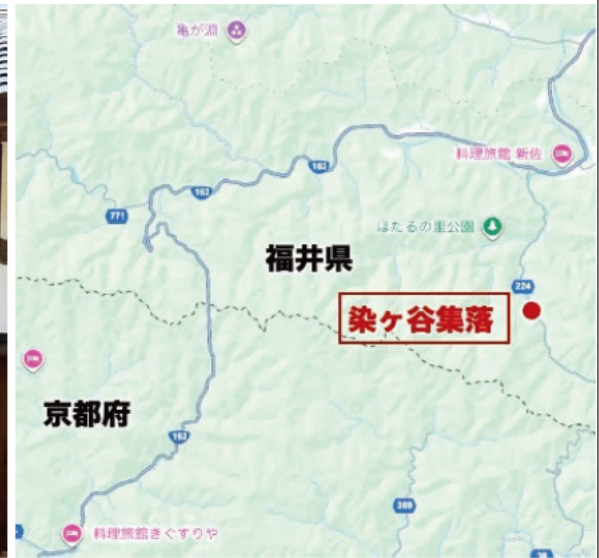 亀が淵
162
162
料理旅館 新佐
771
ほたるの里公園
福井県
224
染ヶ谷集落
京都府
162
369
料理旅館きぐすりや